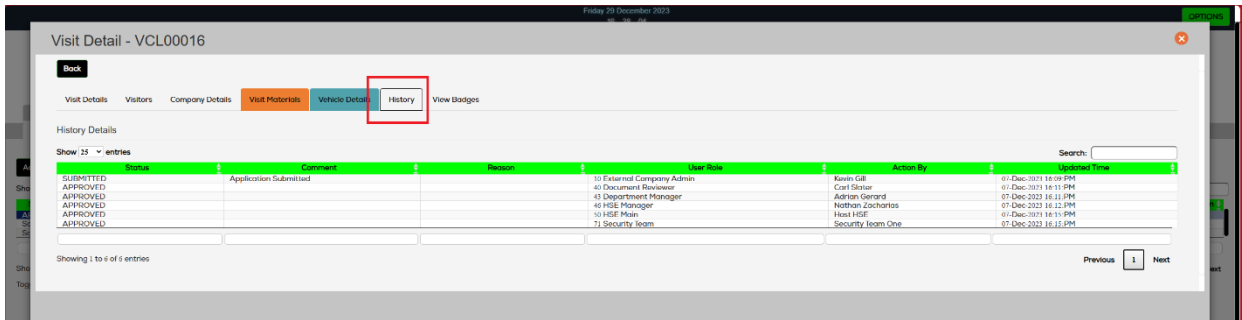 Friday 29 December 2023
OPTIONS
Visit Detail - VCL00016
Back
Visit Details Visitors Company Details Visit Materials Vehicle Details History View Badges
History Details
Show 25 entries Search:
Status Comment Reason User Role Action By Updated Time
SUBMITTED Application Submitted 10 External Company Admin Kevin Gill 07-Dec-2023 16:09:PM
APPROVED 40 Document Reviewer Carl Slater 07-Dec-2023 16:11:PM
APPROVED 43 Department Manager Adrian Gerard 07-Dec-2023 16:11:PM
APPROVED 46 HSE Manager Nathan Zacharias 07-Dec-2023 16:12:PM
APPROVED 50 HSE Main Host HSE 07-Dec-2023 16:15:PM
APPROVED 71 Security Team Security Team One 07-Dec-2023 16:15:PM
Showing 1 to 6 of 6 entries Previous 1 Next